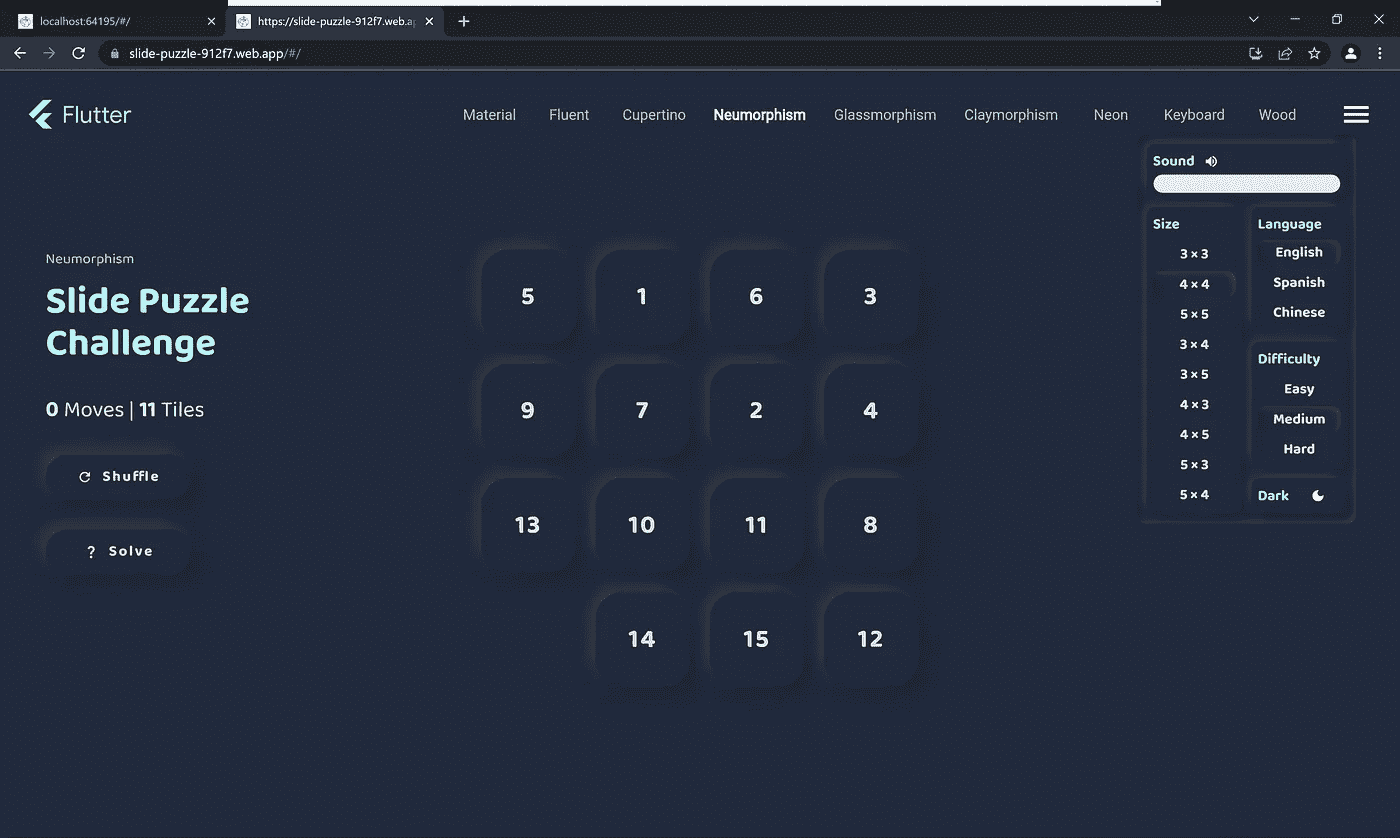 localhost:64195/#/
https://slide-puzzle-912f7.web.ap
slide-puzzle-912f7.web.app/#/
Flutter
Material Fluent Cupertino Neumorphism Glassmorphism Claymorphism Neon Keyboard Wood
Neumorphism
Slide Puzzle
Challenge
0 Moves | 11 Tiles
Shuffle
? Solve
5 1 6 3
9 7 2 4
13 10 11 8
14 15 12
Sound
Size
3 × 3
4 × 4
5 × 5
3 × 4
3 × 5
4 × 3
4 × 5
5 × 3
5 × 4
Language
English
Spanish
Chinese
Difficulty
Easy
Medium
Hard
Dark